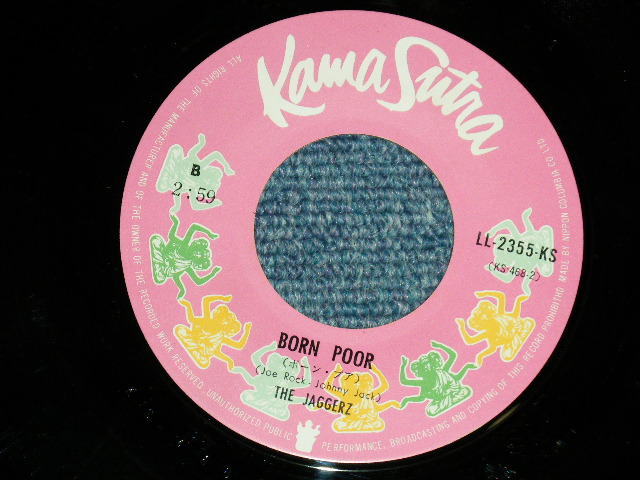 Kama Sutra
B
2:59
LL-2355-KS
(KS 468-2)
BORN POOR
(ボーン・プア)
(Joe Rock, Johnny Jack)
THE JAGGERZ
ALL RIGHTS OF THE MANUFACTURER AND OF THE OWNER OF THE RECORDED WORK RESERVED. UNAUTHORIZED PUBLIC PERFORMANCE, BROADCASTING AND COPYING OF THIS RECORD PROHIBITED MADE BY NIPPON COLUMBIA CO LTD